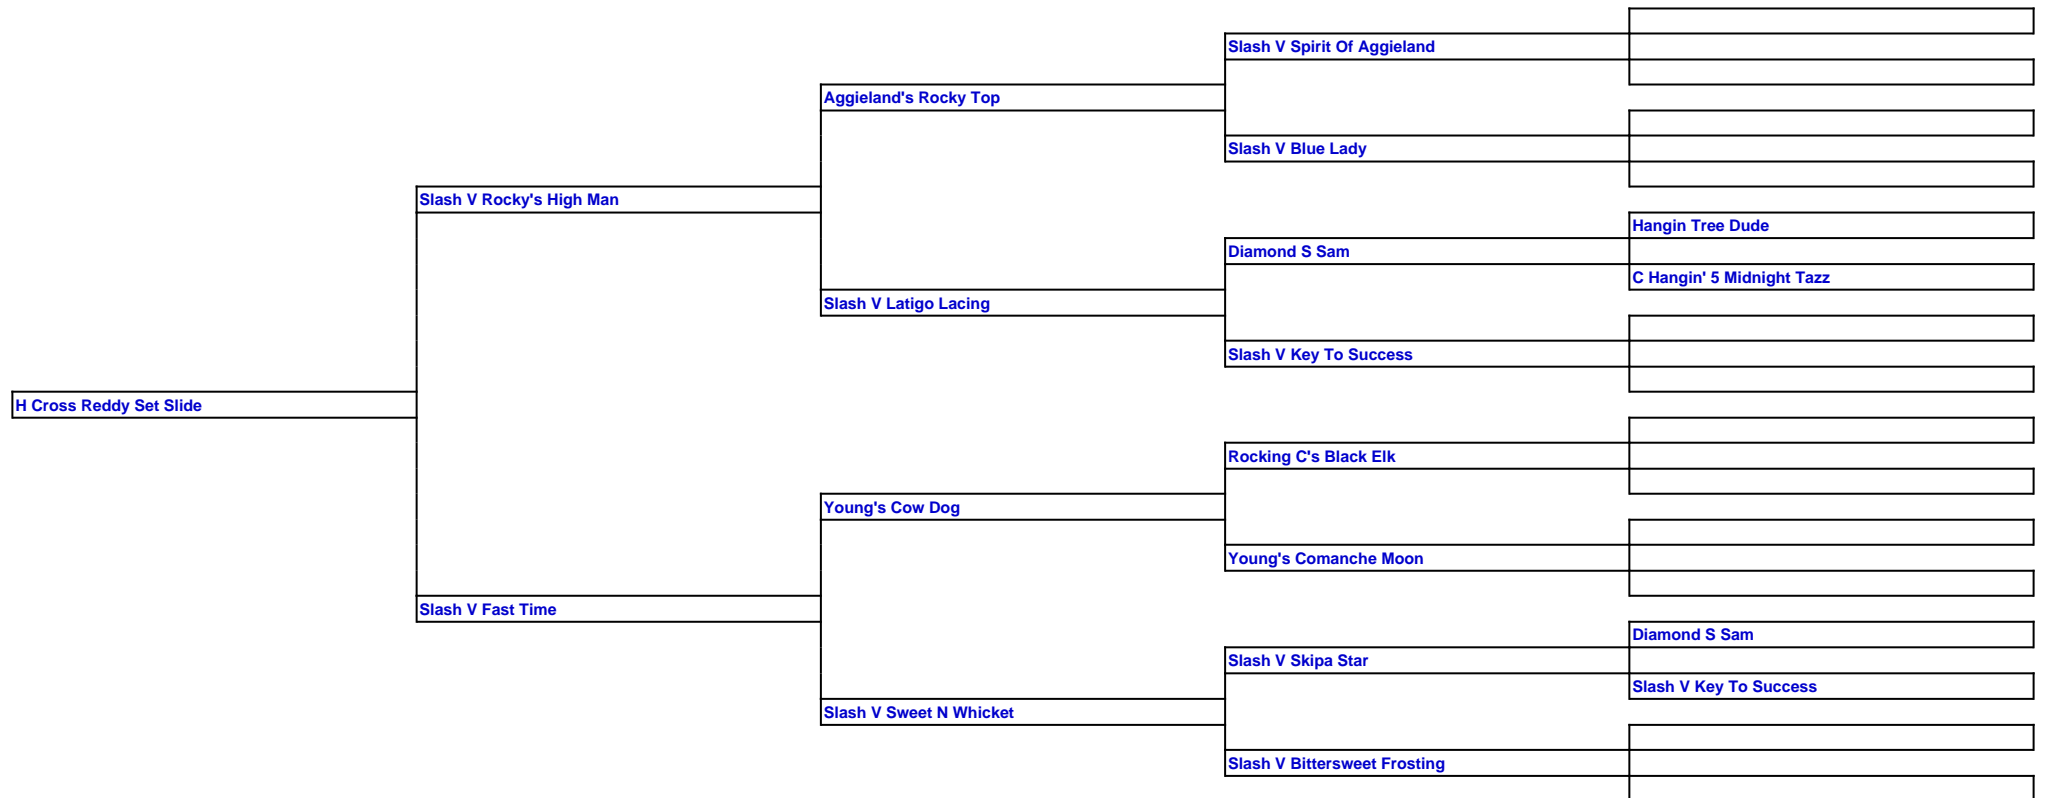 Slash V Spirit Of Aggieland
Aggieland's Rocky Top
Slash V Blue Lady
Slash V Rocky's High Man
Hangin Tree Dude
Diamond S Sam
C Hangin' 5 Midnight Tazz
Slash V Latigo Lacing
Slash V Key To Success
H Cross Reddy Set Slide
Rocking C's Black Elk
Young's Cow Dog
Young's Comanche Moon
Slash V Fast Time
Diamond S Sam
Slash V Skipa Star
Slash V Key To Success
Slash V Sweet N Whicket
Slash V Bittersweet Frosting